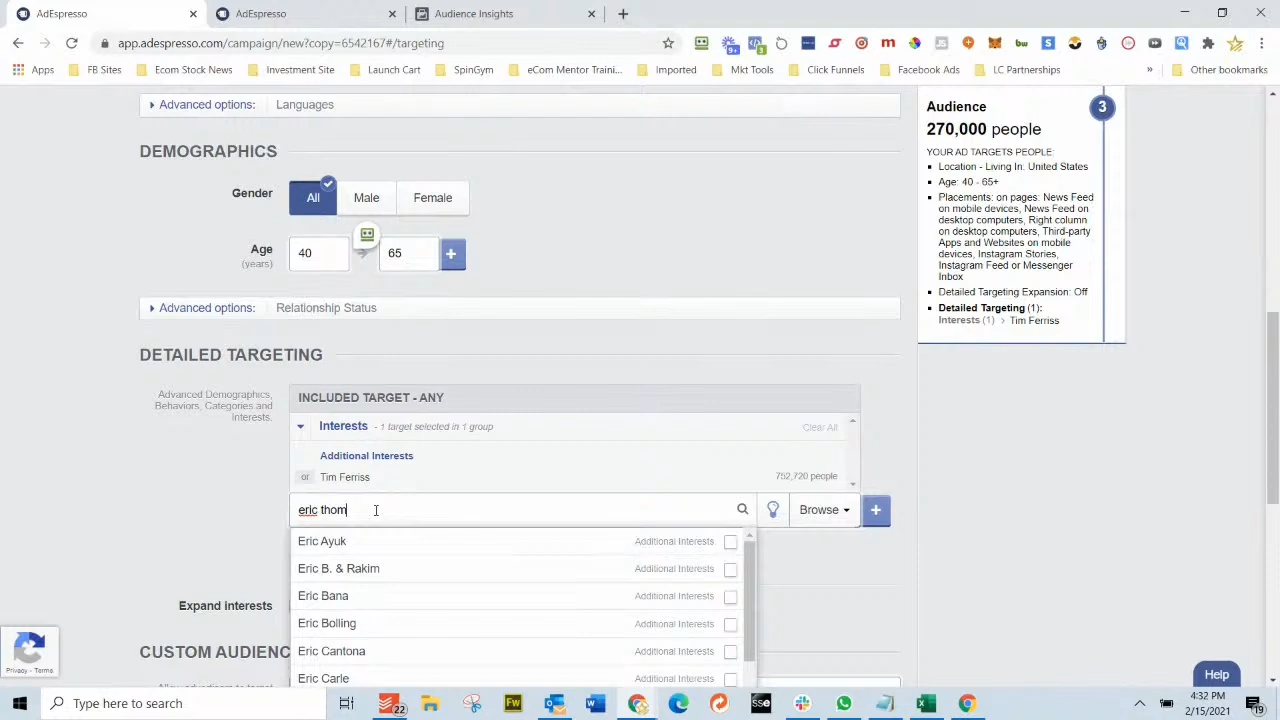 AdEspresso
AdEspresso
Audience Insights
app.adespresso.com/campaign/new?copy=6542167#/targeting
Apps
FB Sites
Ecom Stock News
Investment Site
Launch Cart
SpinGym
eCom Mentor Traini...
Imported
Mkt Tools
Click Funnels
Facebook Ads
LC Partnerships
»
Other bookmarks
Advanced options: Languages
DEMOGRAPHICS
Gender
All
Male
Female
Age
(years)
40
65
+
Advanced options: Relationship Status
DETAILED TARGETING
Advanced Demographics,
Behaviors, Categories and
Interests.
INCLUDED TARGET - ANY
Interests - 1 target selected in 1 group
Clear All
Additional Interests
or Tim Ferriss 752,720 people
eric thom
Browse
+
Eric Ayuk Additional Interests
Eric B. & Rakim Additional Interests
Eric Bana Additional Interests
Eric Bolling Additional Interests
Eric Cantona Additional Interests
Eric Carle Additional Interests
Expand interests
CUSTOM AUDIENC
Audience
3
270,000 people
YOUR AD TARGETS PEOPLE:
Location - Living In: United States
Age: 40 - 65+
Placements: on pages: News Feed
on mobile devices, News Feed on
desktop computers, Right column
on desktop computers, Third-party
Apps and Websites on mobile
devices, Instagram Stories,
Instagram Feed or Messenger
Inbox
Detailed Targeting Expansion: Off
Detailed Targeting (1):
Interests (1) > Tim Ferriss
Privacy - Terms
Help
Type here to search
22
Fw
sse
4:32 PM
2/15/2021
19